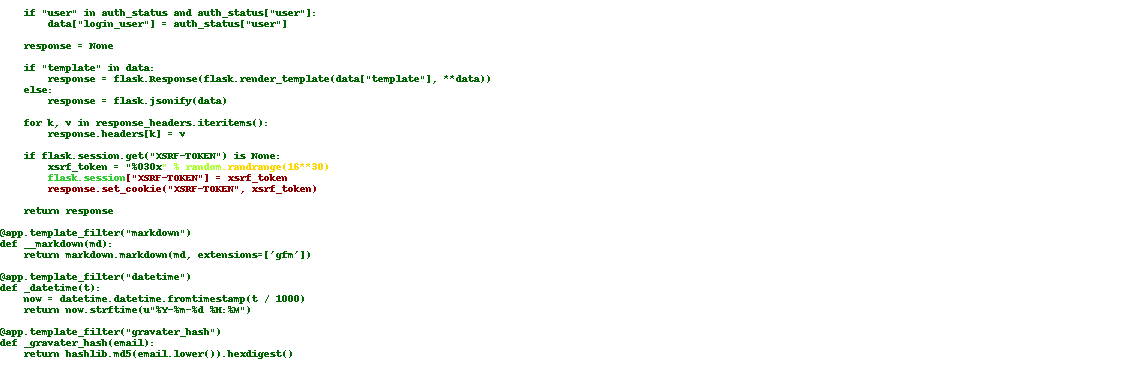 if "user" in auth_status and auth_status["user"]:
data["login_user"] = auth_status["user"]
response = None
if "template" in data:
response = flask.Response(flask.render_template(data["template"], **data))
else:
response = flask.jsonify(data)
for k, v in response_headers.iteritems():
response.headers[k] = v
if flask.session.get("XSRF-TOKEN") is None:
xsrf_token = "%030x" % random.randrange(16**30)
flask.session["XSRF-TOKEN"] = xsrf_token
response.set_cookie("XSRF-TOKEN", xsrf_token)
return response
@app.template_filter("markdown")
def __markdown(md):
return markdown.markdown(md, extensions=['gfm'])
@app.template_filter("datetime")
def _datetime(t):
now = datetime.datetime.fromtimestamp(t / 1000)
return now.strftime(u"%Y-%m-%d %H:%M")
@app.template_filter("gravater_hash")
def _gravater_hash(email):
return hashlib.md5(email.lower()).hexdigest()